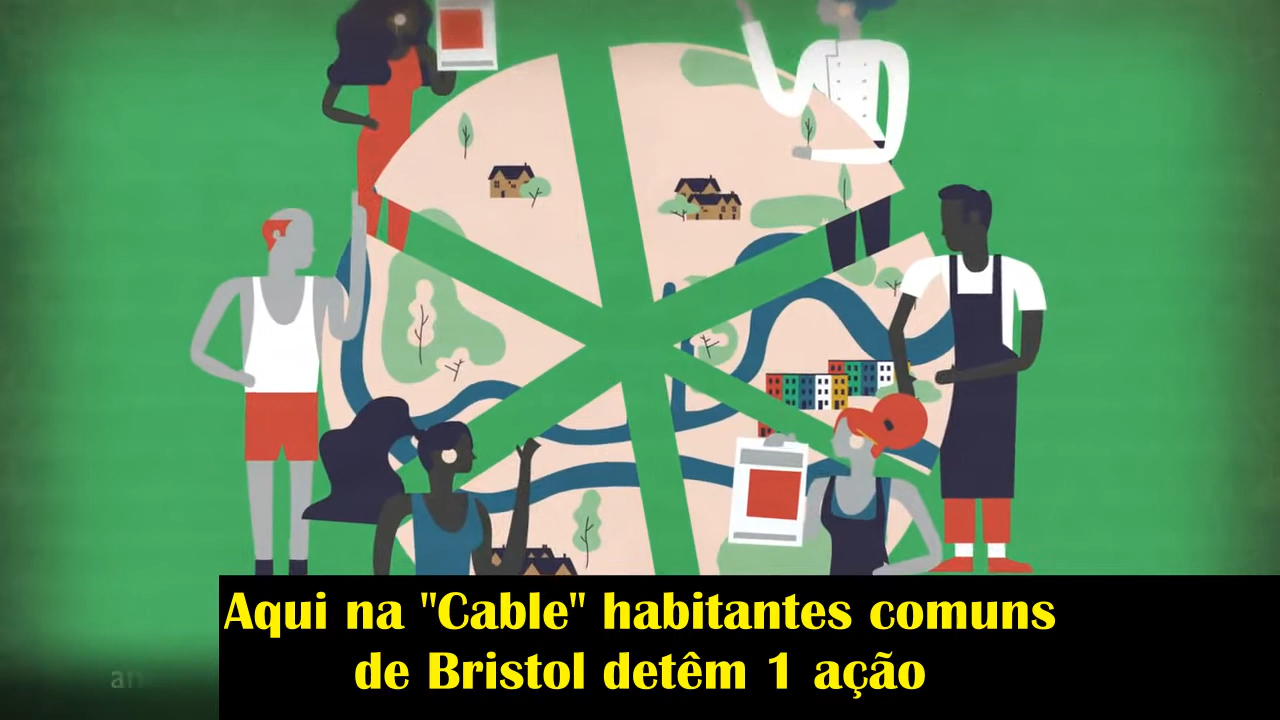 Aqui na "Cable" habitantes comuns
de Bristol detêm 1 ação